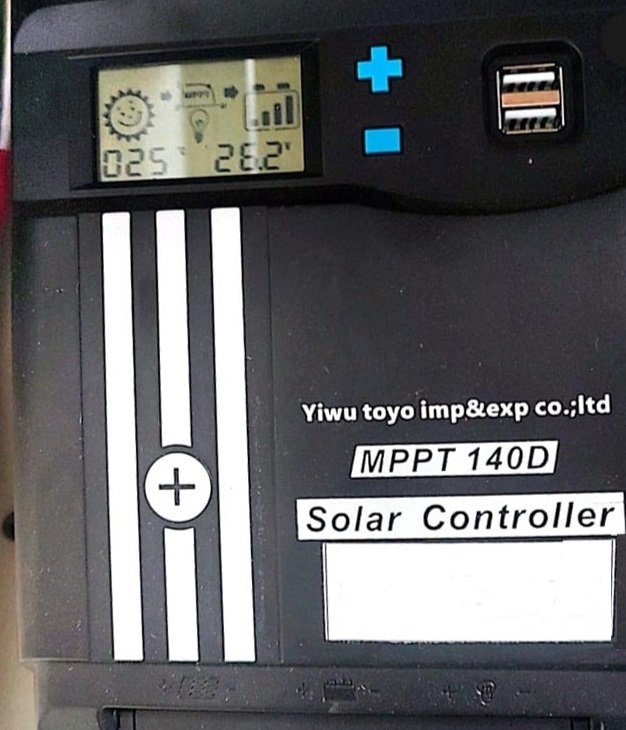 MPPT
025 °C 26.2 V
Yiwu toyo imp&exp co.;ltd
MPPT 140D
Solar Controller